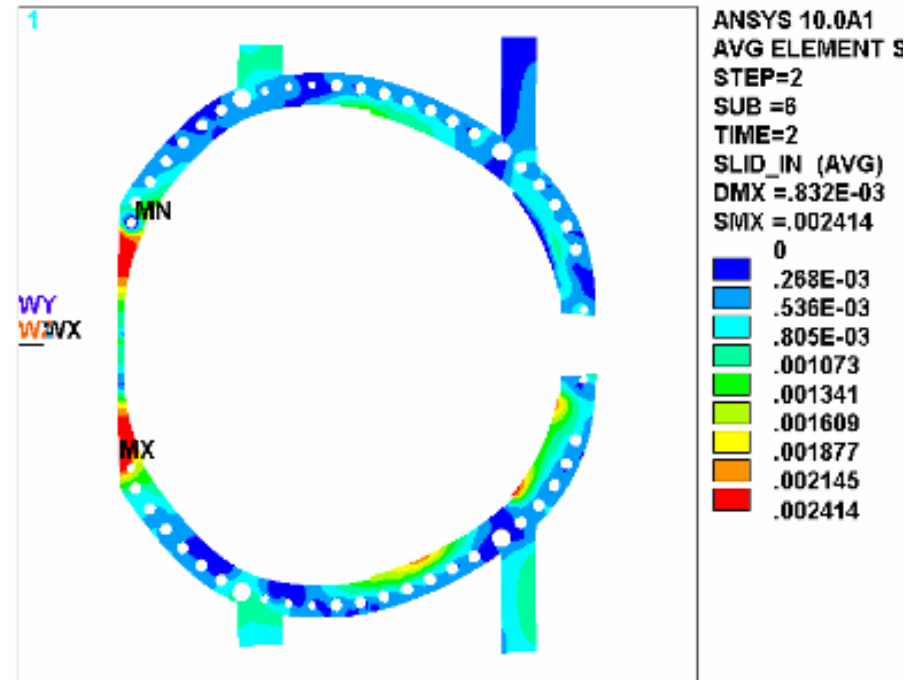 1
ANSYS 10.0A1
AVG ELEMENT S
STEP=2
SUB =6
TIME=2
SLID_IN (AVG)
DMX =.832E-03
SMX =.002414
0
.268E-03
.536E-03
.805E-03
.001073
.001341
.001609
.001877
.002145
.002414
MN
WY
WX
MX